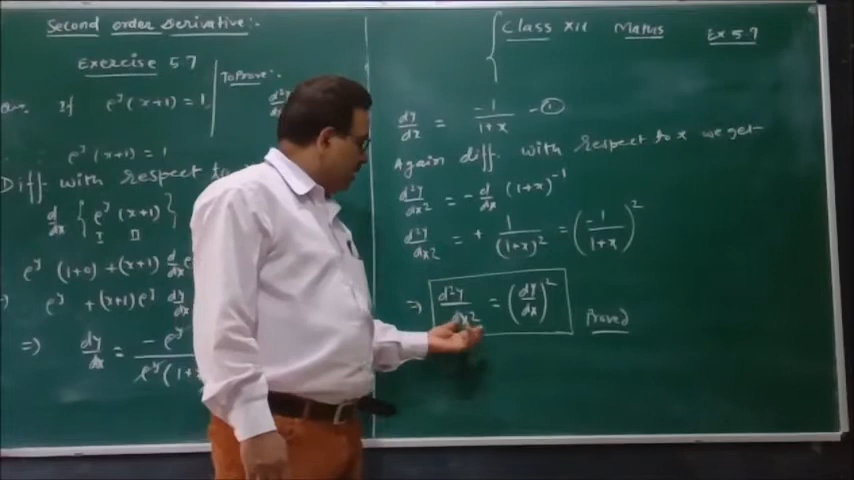 Second order Derivative :-
Exercise 5.7
To Prove :-
Que. If e^y (x+1) = 1,
d²y
e^y (x+1) = 1
Diff with Respect to
d/dx { e^y (x+1) }
I II
e^y (1+0) + (x+1) d/dx e
e^y + (x+1) e^y dy/dx
⇒ dy/dx = -e^y / e^y (1+
Class XII Maths Ex 5.7
dy/dx = -1/1+x - ①
Again diff. with Respect to x we get
d²y/dx2 = - d/dx (1+x)^-1
d²y/dx2 = + 1/(1+x)^2 = (-1/1+x)^2
⇒ d²y/dx2 = (dy/dx)^2 Proved